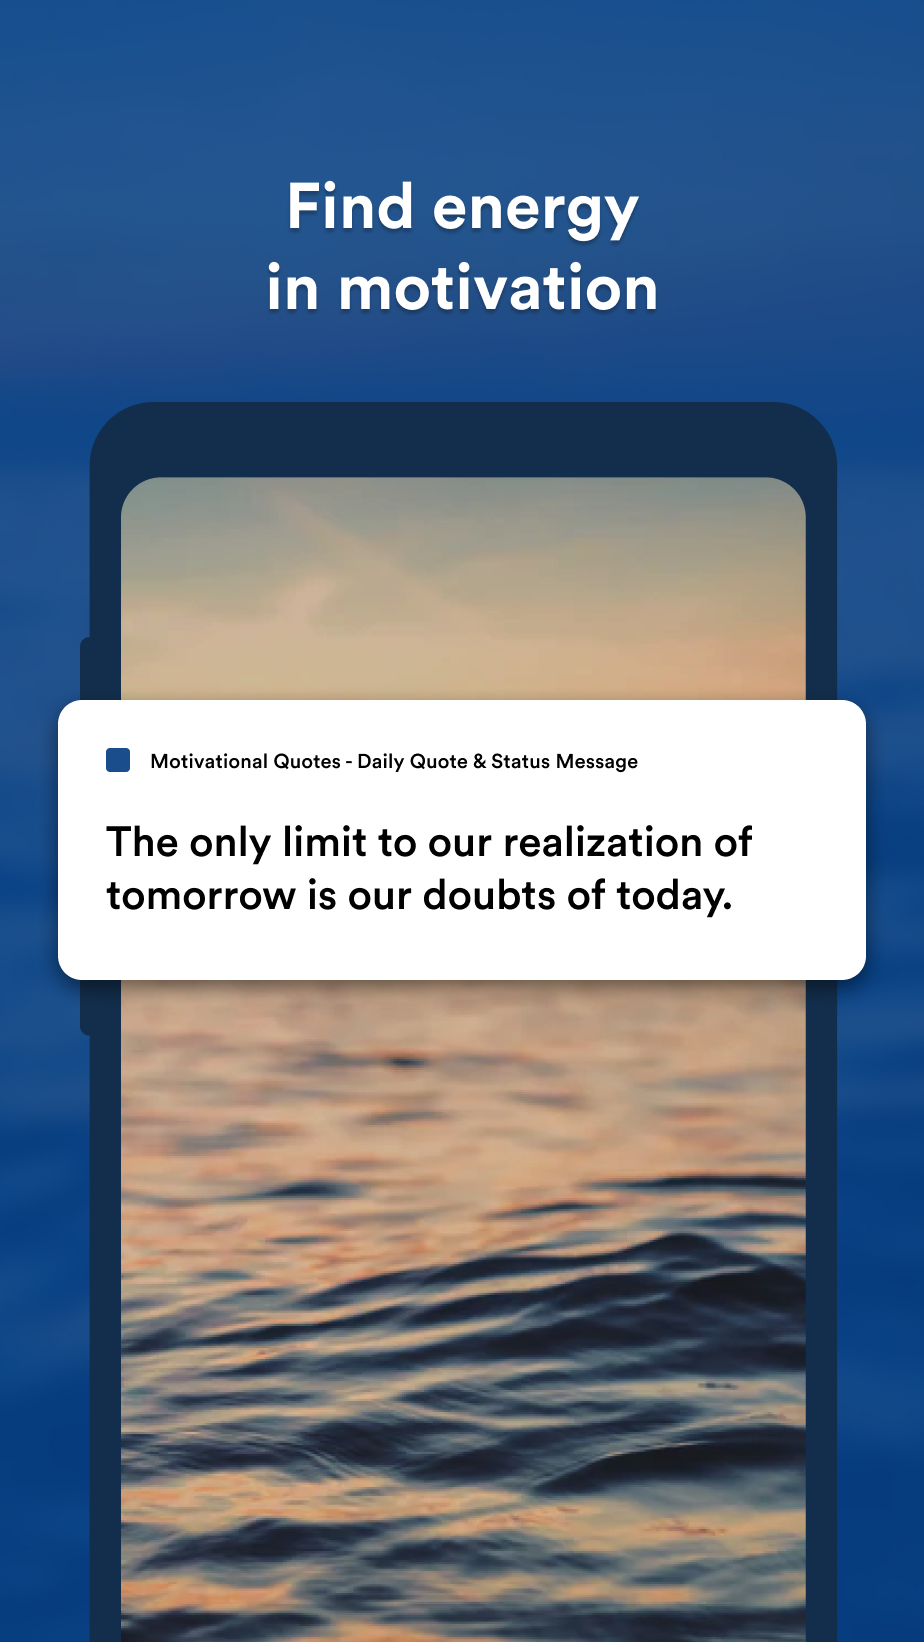 Find energy
in motivation
Motivational Quotes - Daily Quote & Status Message
The only limit to our realization of
tomorrow is our doubts of today.